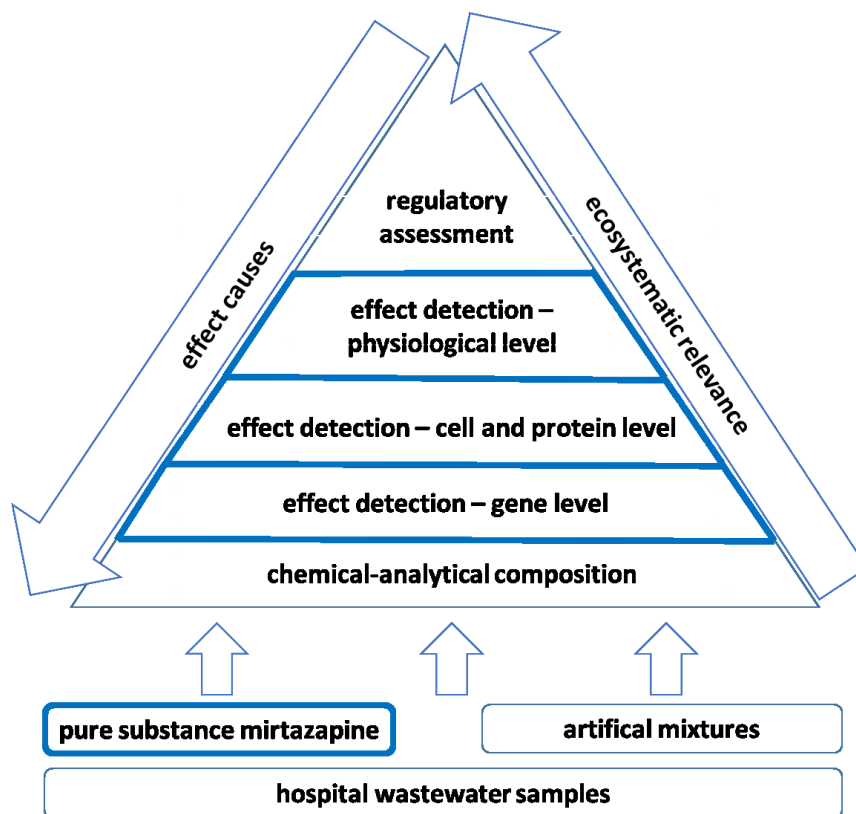 regulatory
assessment
effect causes
ecosystematic relevance
effect detection –
physiological level
effect detection – cell and protein level
effect detection – gene level
chemical-analytical composition
pure substance mirtazapine
artifical mixtures
hospital wastewater samples